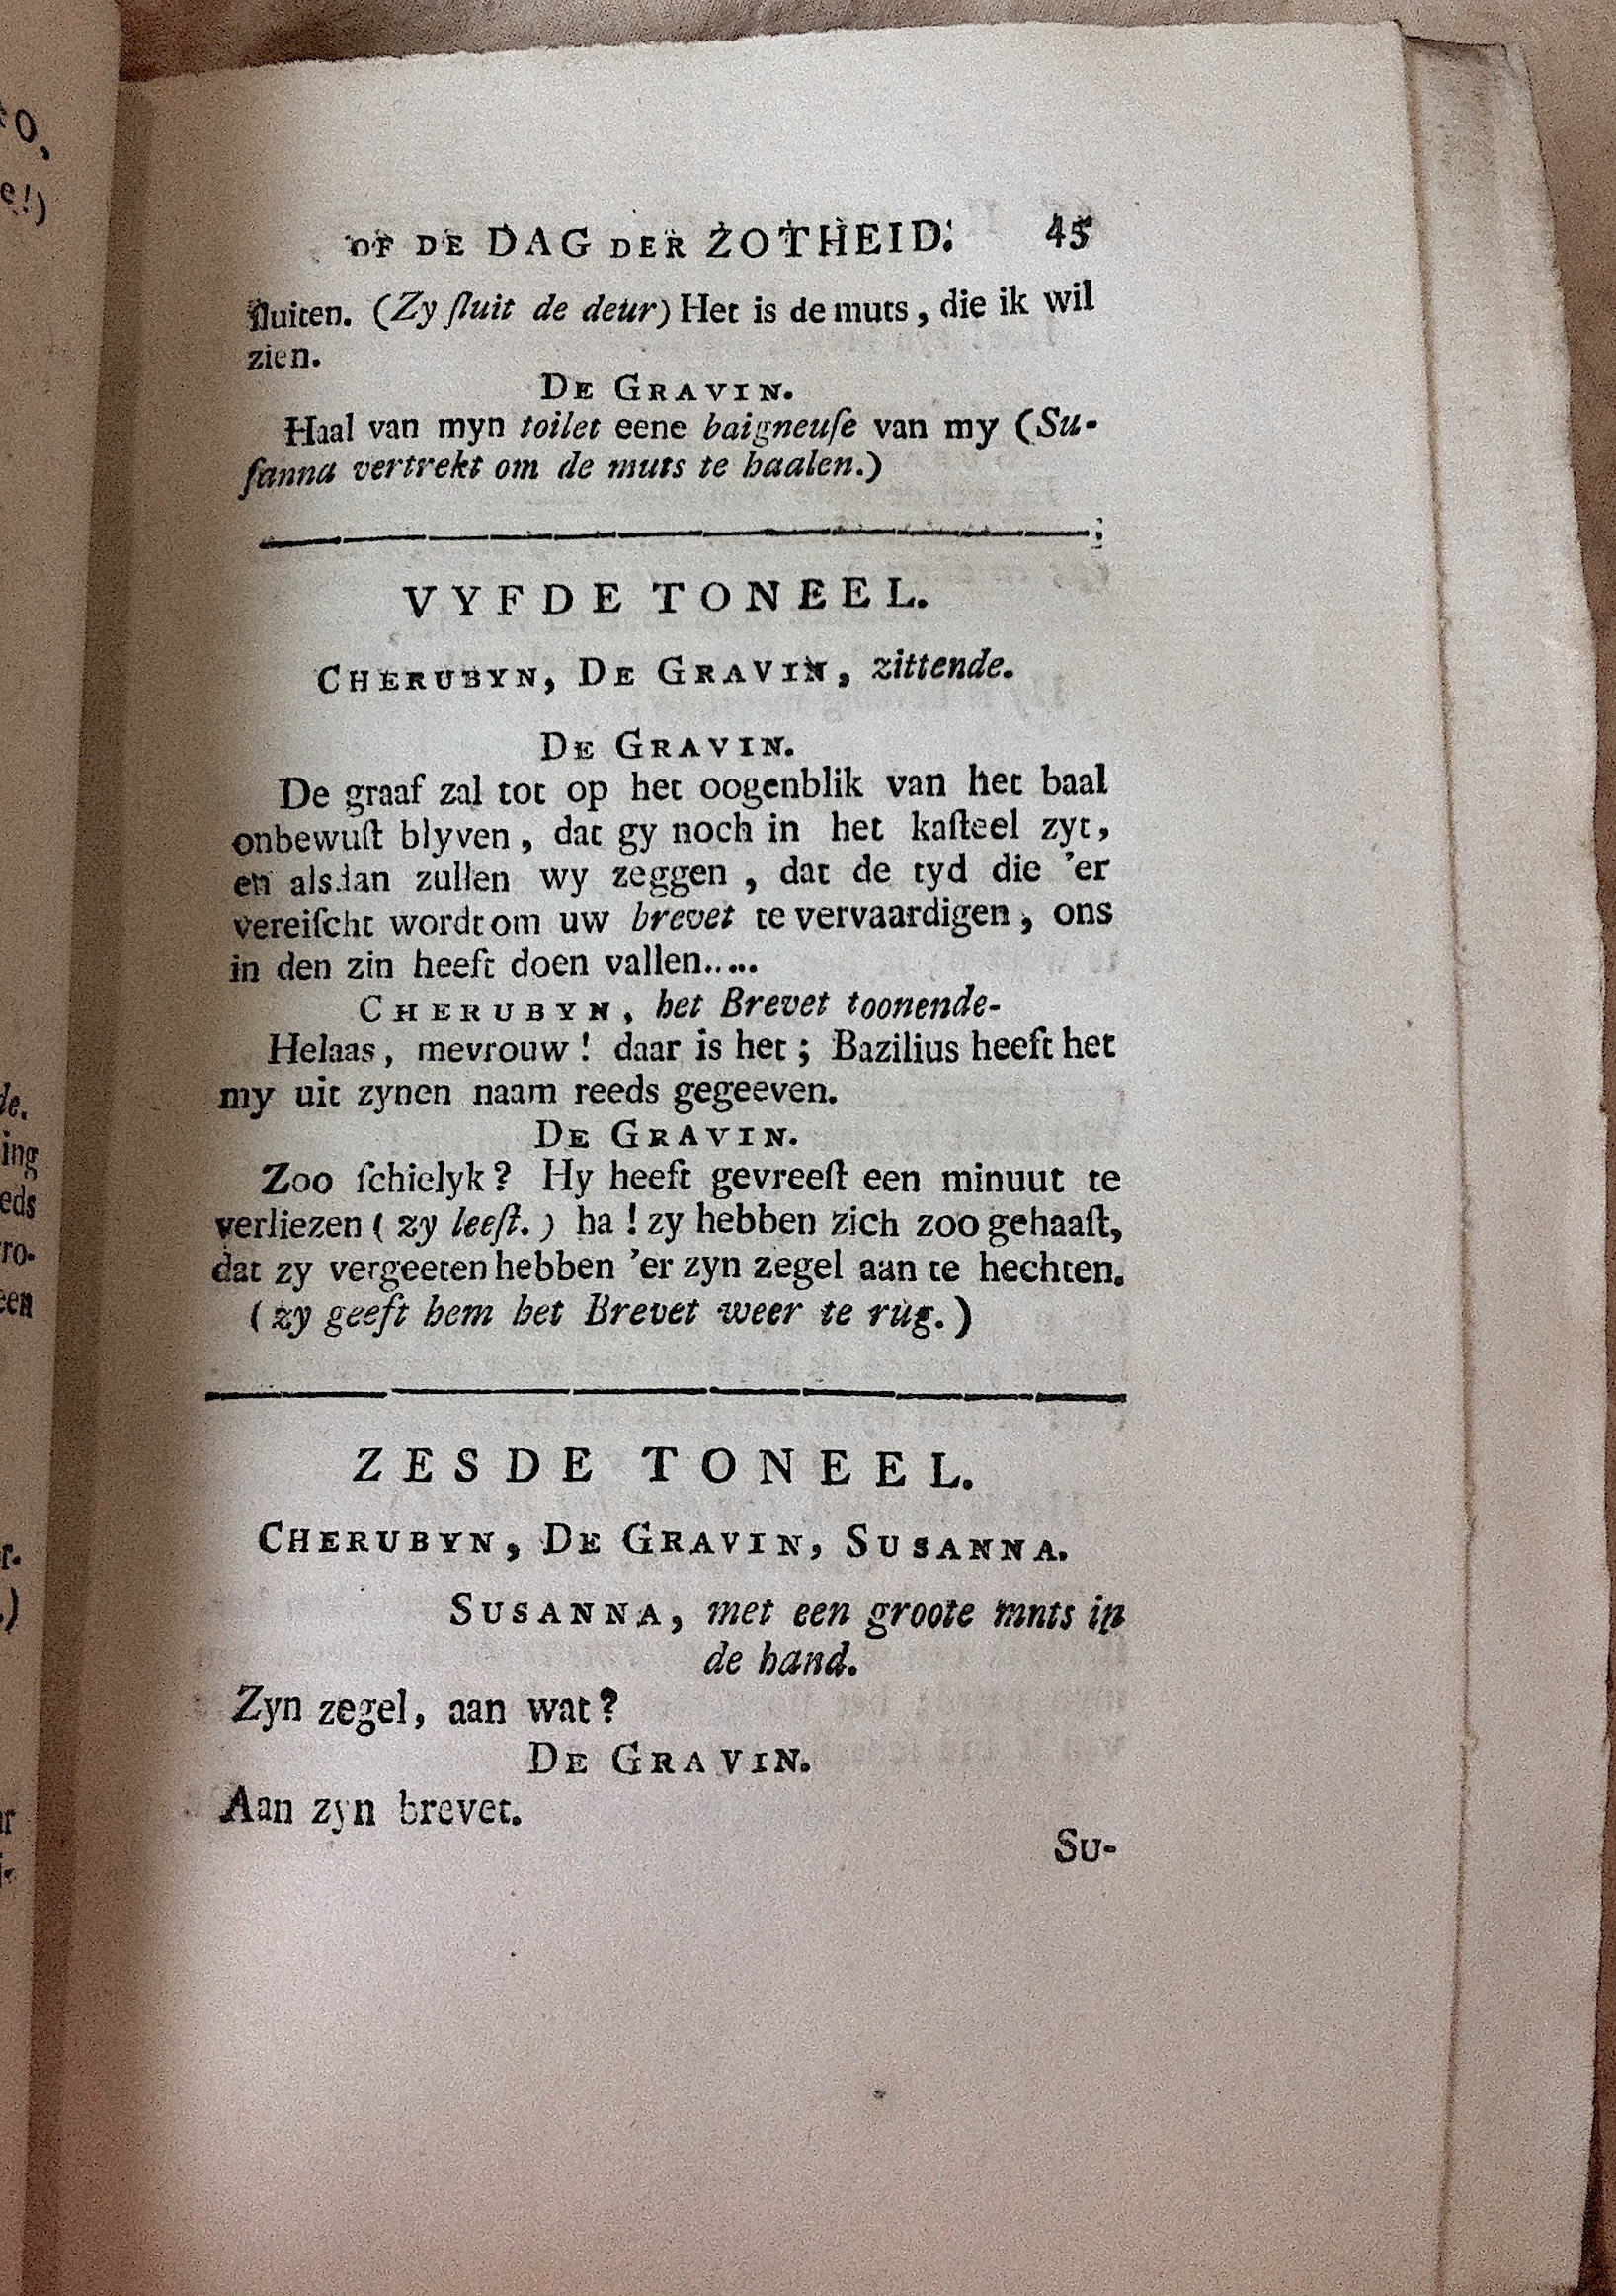 OF DE DAG DER ZOTHEID. 45
ſluiten. (Zy ſluit de deur) Het is de muts, die ik wil
zien.
DE GRAVIN.
Haal van myn toilet eene baigneuſe van my (Su-
ſanna vertrekt om de muts te haalen.)
VYFDE TONEEL.
CHERUBYN, DE GRAVIN, zittende.
DE GRAVIN.
De graaf zal tot op het oogenblik van het baal
onbewuſt blyven, dat gy noch in het kaſteel zyt,
en alsdan zullen wy zeggen, dat de tyd die 'er
vereiſcht wordt om uw brevet te vervaardigen, ons
in den zin heeft doen vallen.....
CHERUBYN, het Brevet toonende-
Helaas, mevrouw! daar is het; Bazilius heeft het
my uit zynen naam reeds gegeeven.
DE GRAVIN.
Zoo ſchielyk? Hy heeft gevreeſt een minuut te
verliezen (zy leeſt.) ha! zy hebben zich zoo gehaaſt,
dat zy vergeeten hebben 'er zyn zegel aan te hechten.
(zy geeft hem het Brevet weer te rug.)
ZESDE TONEEL.
CHERUBYN, DE GRAVIN, SUSANNA.
SUSANNA, met een groote mnts in
de hand.
Zyn zegel, aan wat?
DE GRAVIN.
Aan zyn brevet.
Su-